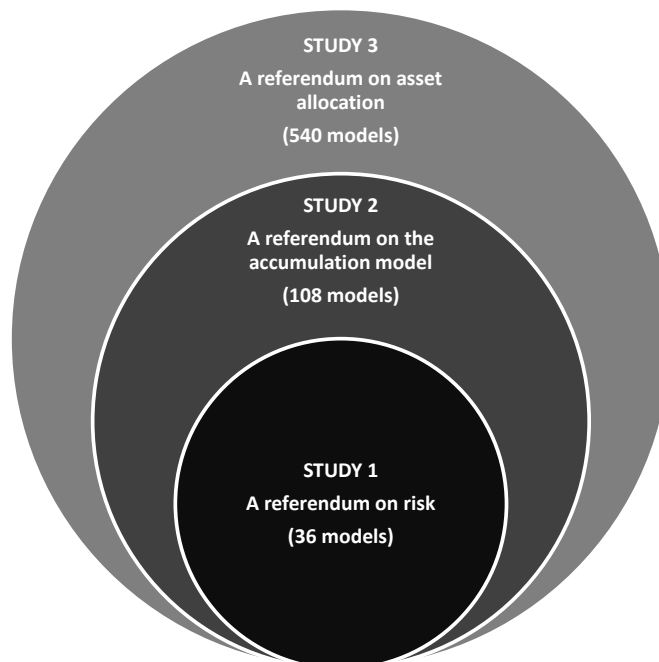 STUDY 3
A referendum on asset
allocation
(540 models)
STUDY 2
A referendum on the
accumulation model
(108 models)
STUDY 1
A referendum on risk
(36 models)